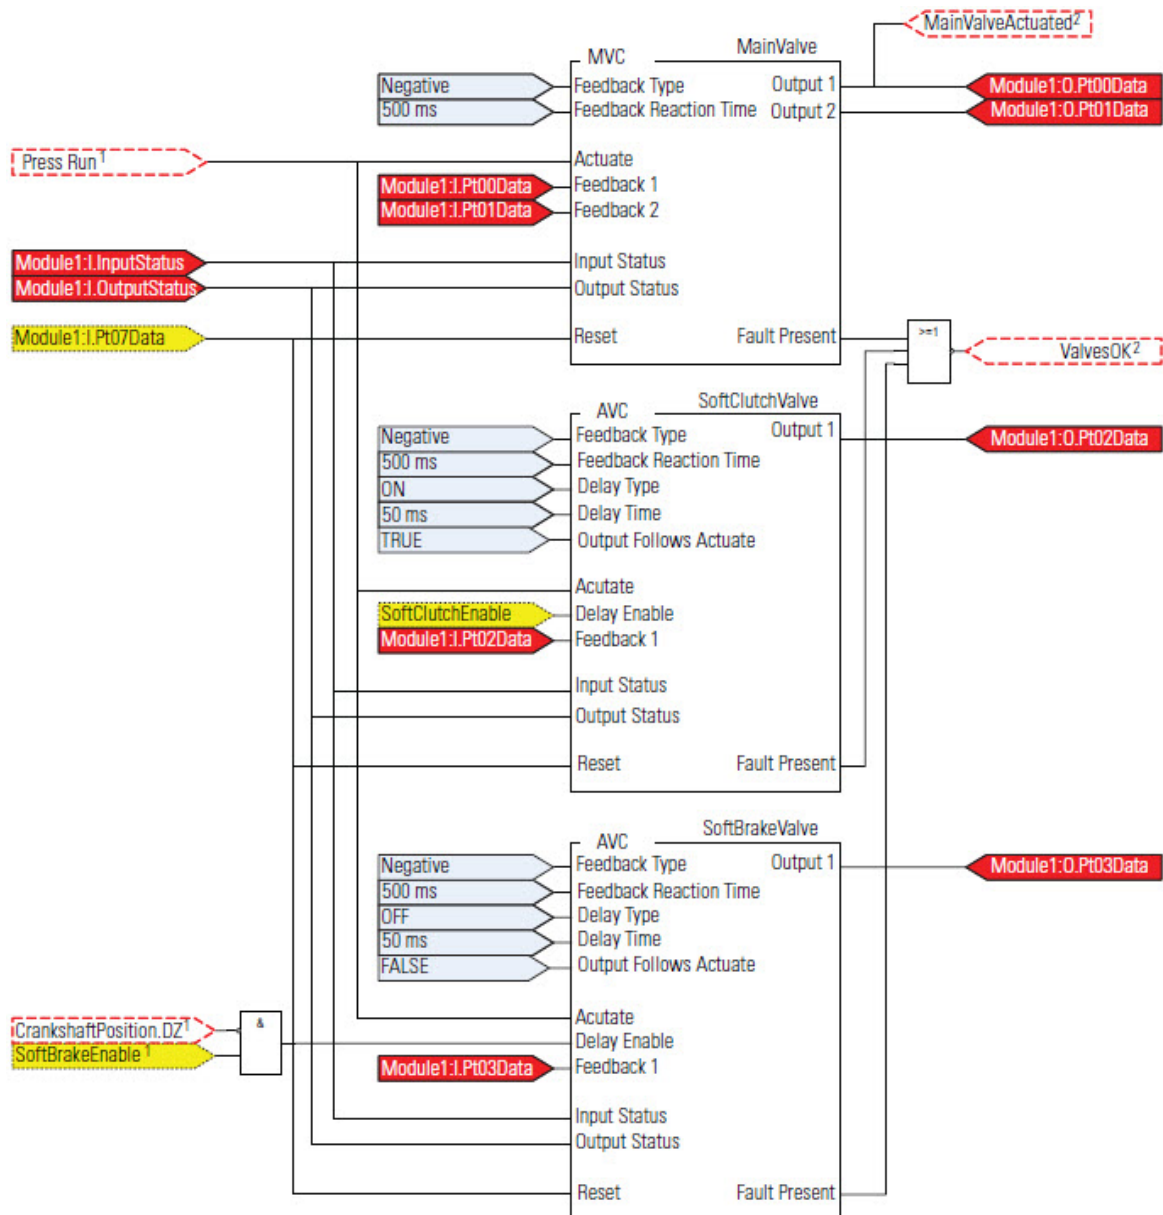 MainValveActuated²
MVC MainValve
Negative Feedback Type Output 1 Module1:O.Pt00Data
500 ms Feedback Reaction Time Output 2 Module1:O.Pt01Data
Press Run¹ Actuate
Module1:I.Pt00Data Feedback 1
Module1:I.Pt01Data Feedback 2
Module1:I.InputStatus Input Status
Module1:I.OutputStatus Output Status
Module1:I.Pt07Data Reset Fault Present >=1
ValvesOK²
AVC SoftClutchValve
Negative Feedback Type Output 1 Module1:O.Pt02Data
500 ms Feedback Reaction Time
ON Delay Type
50 ms Delay Time
TRUE Output Follows Actuate
Acutate
SoftClutchEnable Delay Enable
Module1:I.Pt02Data Feedback 1
Input Status
Output Status
Reset Fault Present
AVC SoftBrakeValve
Negative Feedback Type Output 1 Module1:O.Pt03Data
500 ms Feedback Reaction Time
OFF Delay Type
50 ms Delay Time
FALSE Output Follows Actuate
CrankshaftPosition.DZ¹ & Acutate
SoftBrakeEnable ¹ Delay Enable
Module1:I.Pt03Data Feedback 1
Input Status
Output Status
Reset Fault Present